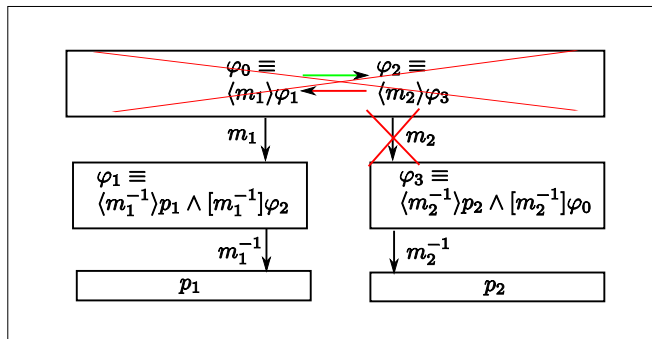 φ₀ ≡ φ₂ ≡
⟨m₁⟩φ₁ ⟨m₂⟩φ₃
m₁ m₂
φ₁ ≡ φ₃ ≡
⟨m₁⁻¹⟩p₁ ∧ [m₁⁻¹]φ₂ ⟨m₂⁻¹⟩p₂ ∧ [m₂⁻¹]φ₀
m₁⁻¹ m₂⁻¹
p₁ p₂